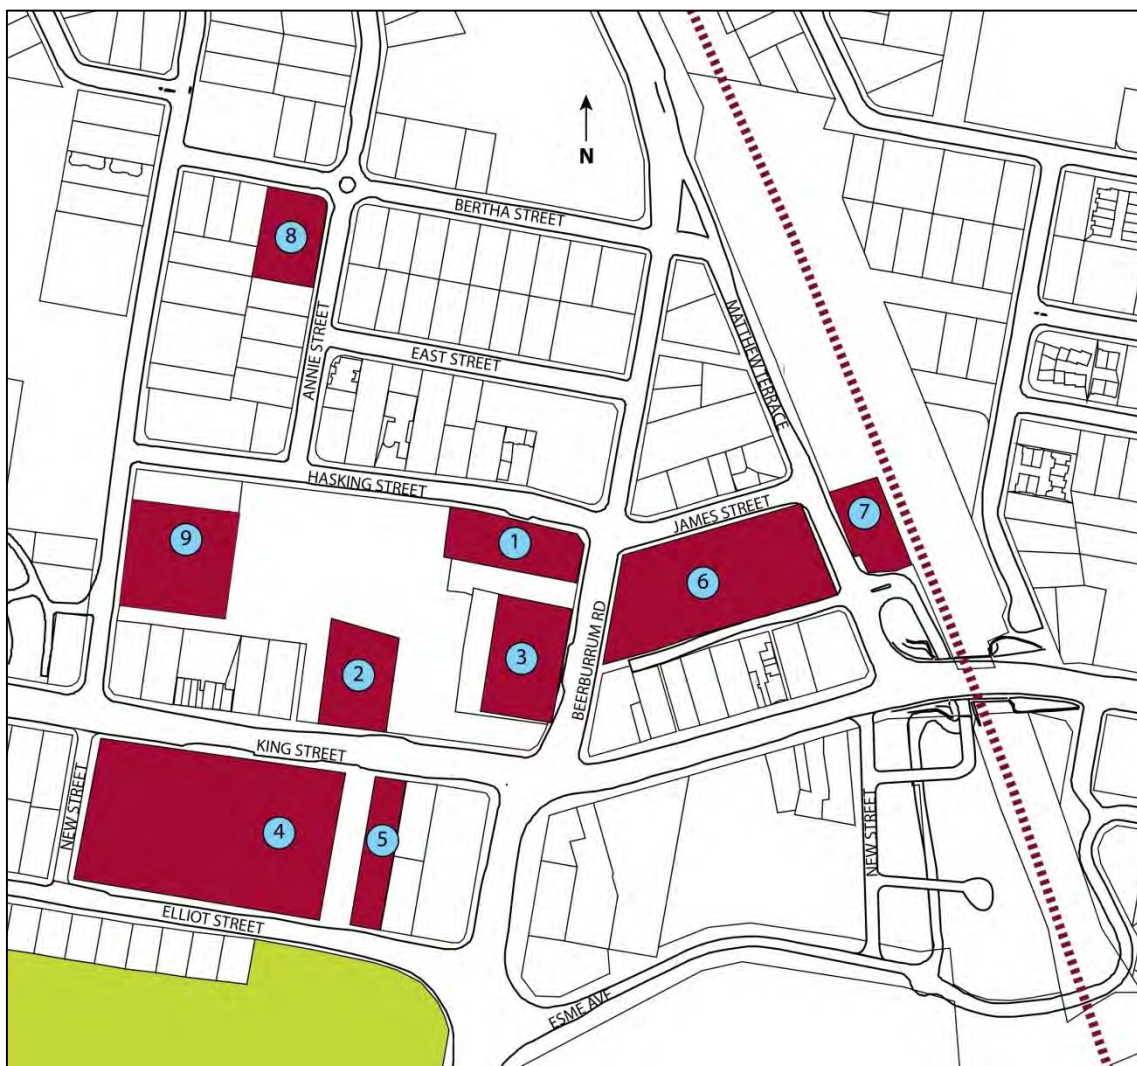 N
BERTHA STREET
8
MATTHEW TERRACE
ANNIE STREET
EAST STREET
HASKING STREET
JAMES STREET
7
9
1
6
3
2
BEERBURRUM RD
KING STREET
NEW STREET
4
5
NEW STREET
ELLIOT STREET
ESME AVE